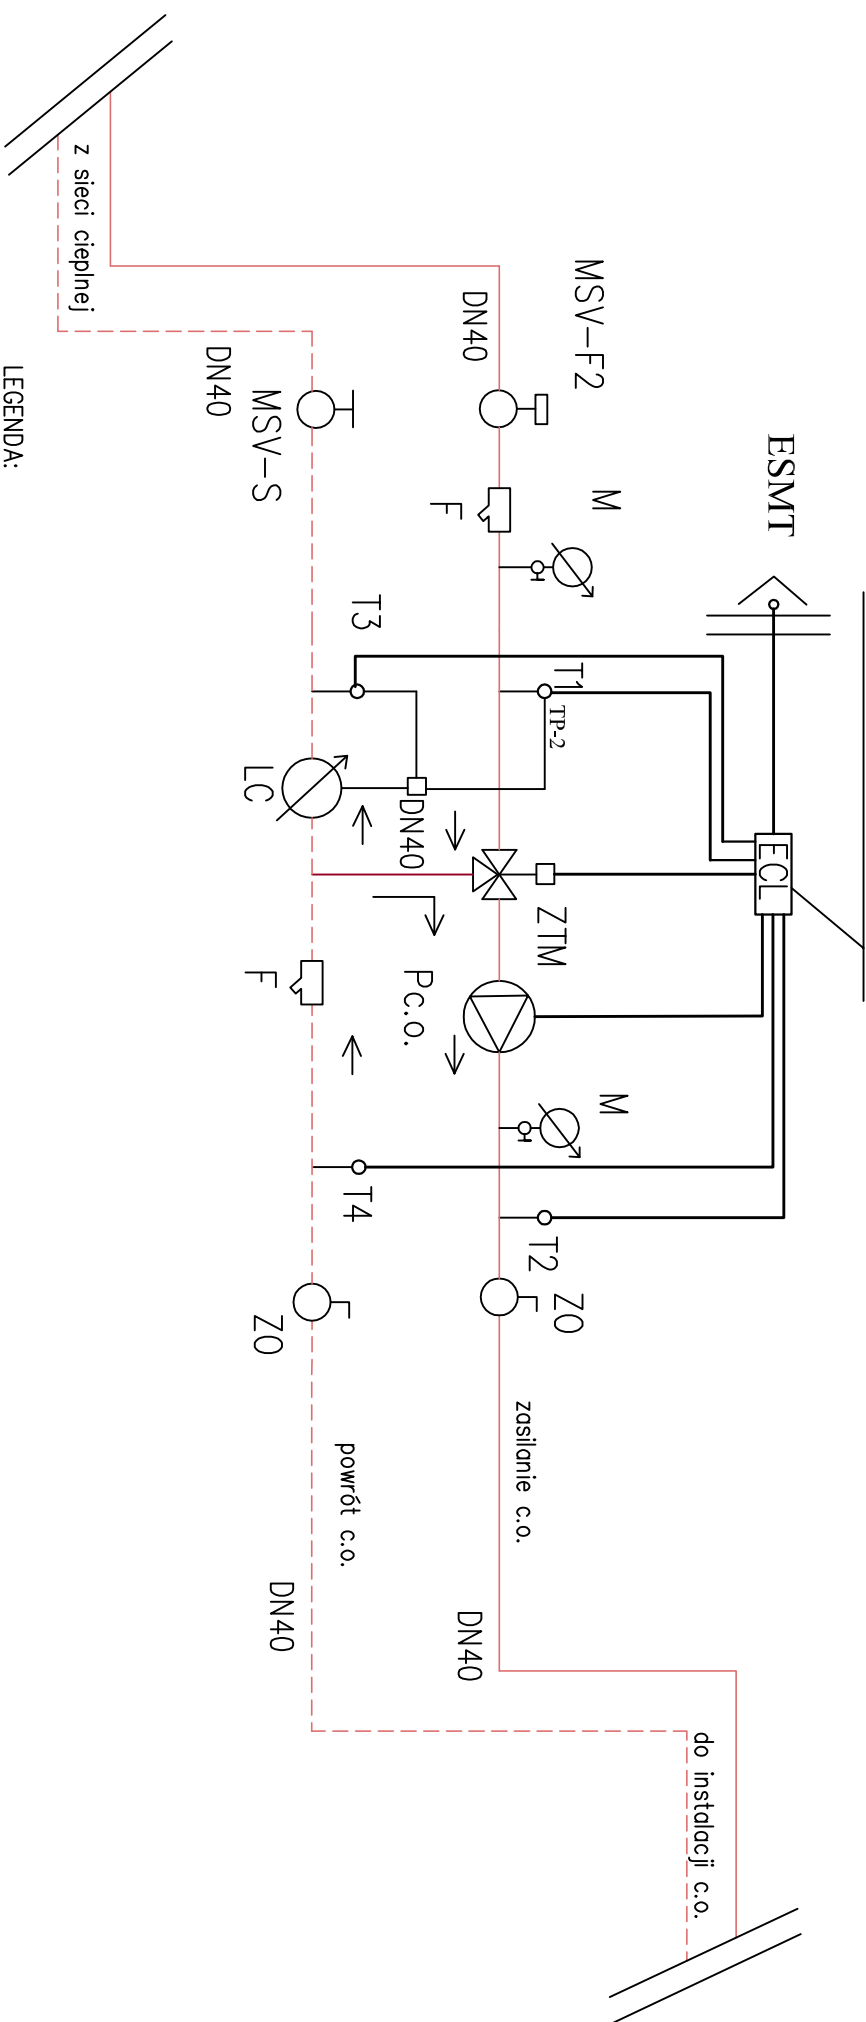 ESMT
MSV-F2
DN40
z sieci cieplnej
DN40
MSV-S
M
F
T3
T1
TP-2
LC
DN40
ECL
ZTM
F
Pc.o.
M
T4
T2
ZO
ZO
zasilanie c.o.
powrót c.o.
DN40
DN40
do instalacji c.o.
LEGENDA: